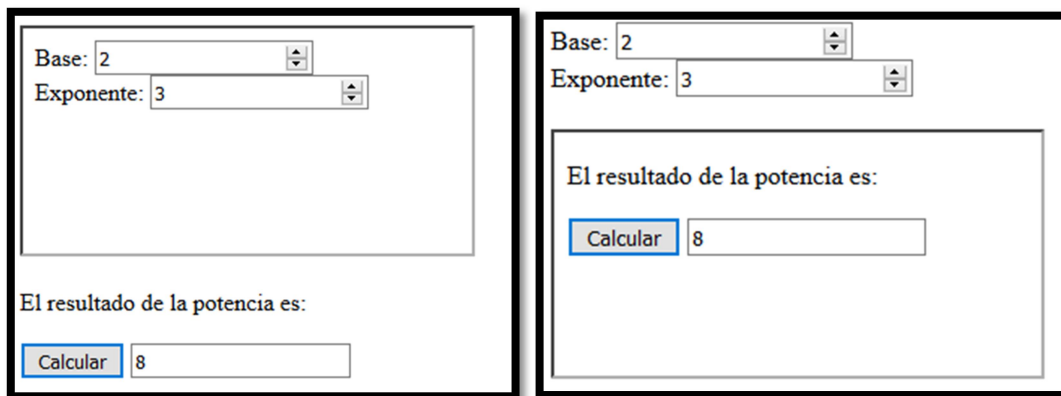 Base: 2
Exponente: 3
El resultado de la potencia es:
Calcular 8
Base: 2
Exponente: 3
El resultado de la potencia es:
Calcular 8